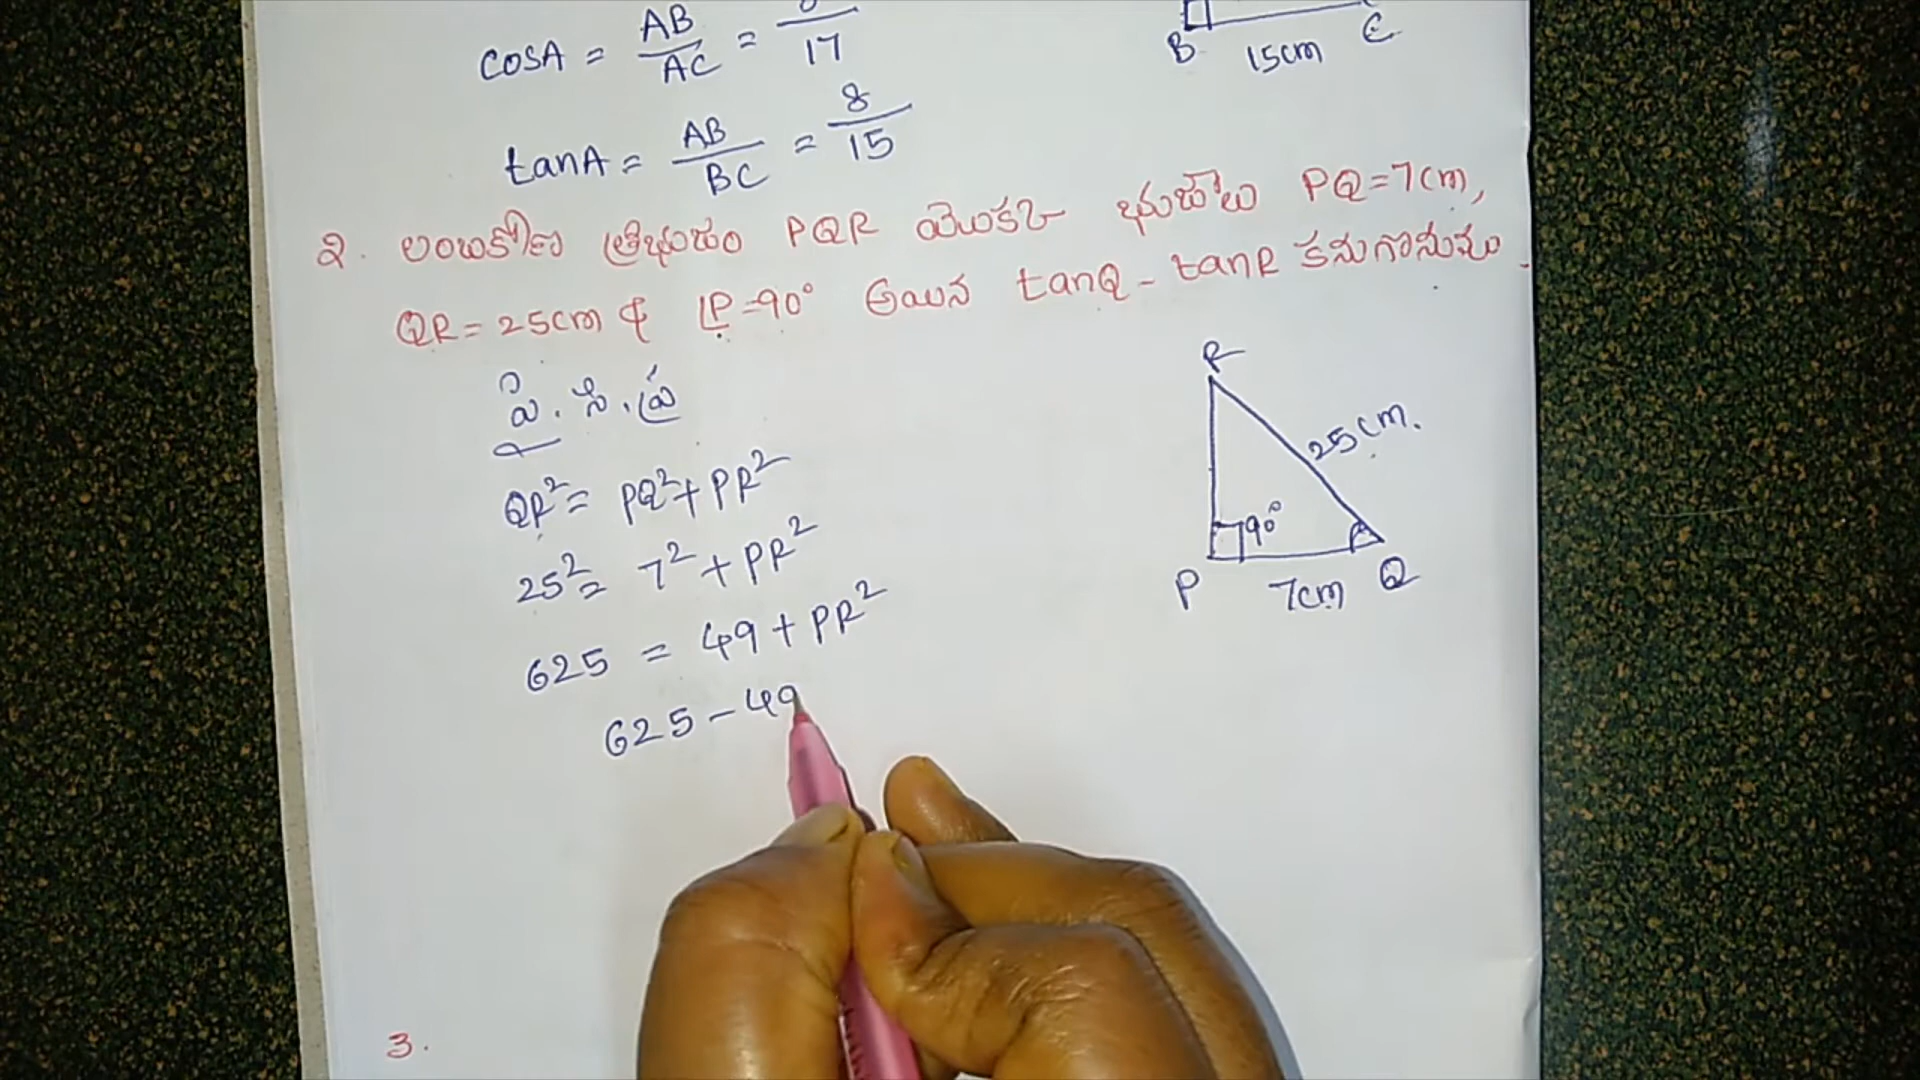 cosA = AB/AC = 8/17
B 15cm C
tanA = AB/BC = 8/15
2. లంబకోణ త్రిభుజం PQR యొక్క భుజాలు PQ=7cm,
QR=25cm & ∠P=90° అయిన tanQ-tanR కనుగొనుము.
పై.సి.ప్ర
QR²= PQ²+PR²
25²= 7²+PR²
625 = 49+PR²
625-49
R
25cm.
90°
P 7cm Q
3.